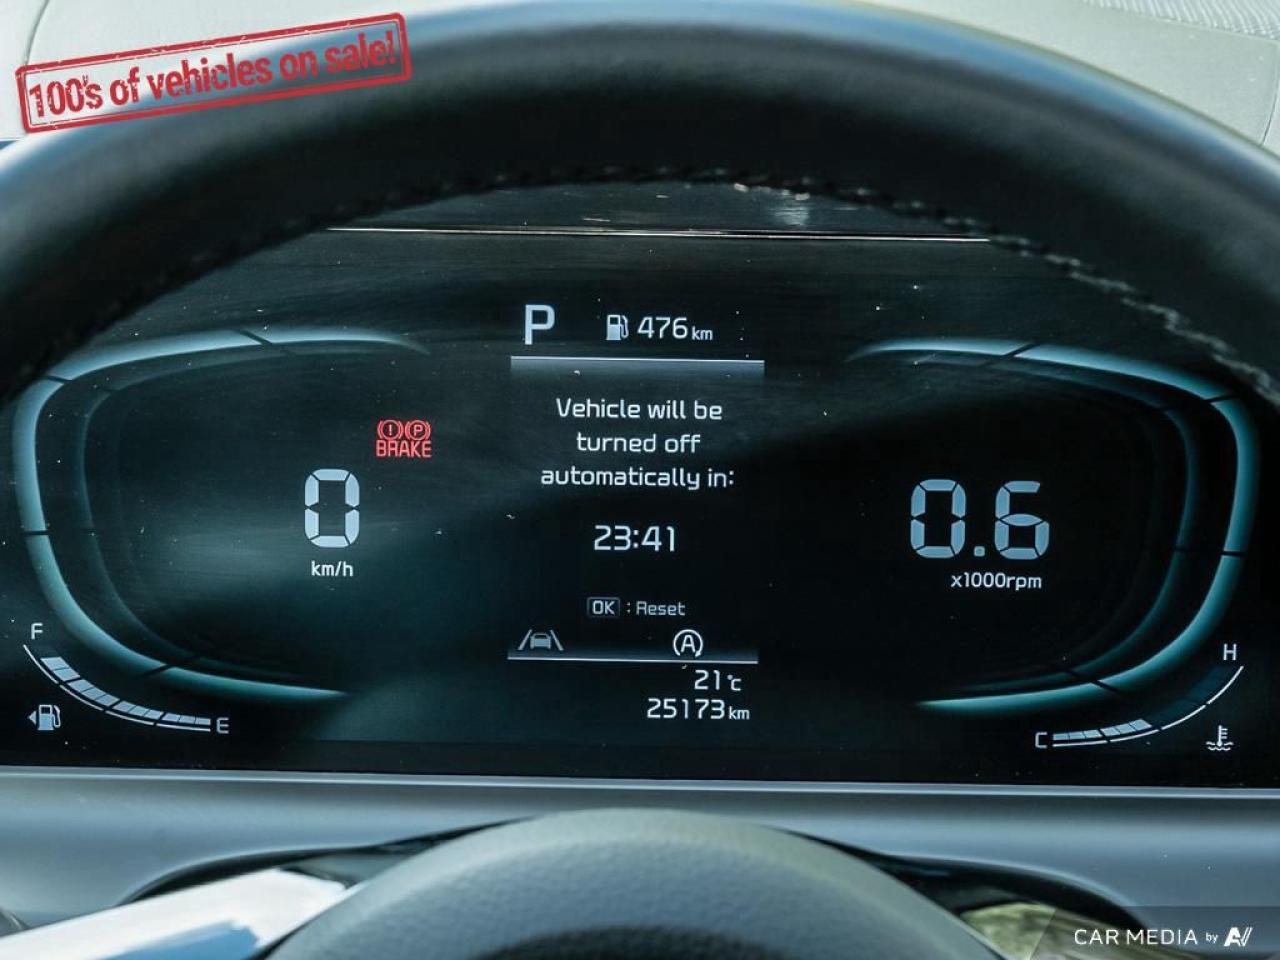 100's of vehicles on sale!
P 476 km
Vehicle will be
turned off
automatically in:
BRAKE
0
km/h
23:41
0.6
x1000rpm
OK : Reset
A
F
E
21°c
25173 km
H
C
CAR MEDIA by AV